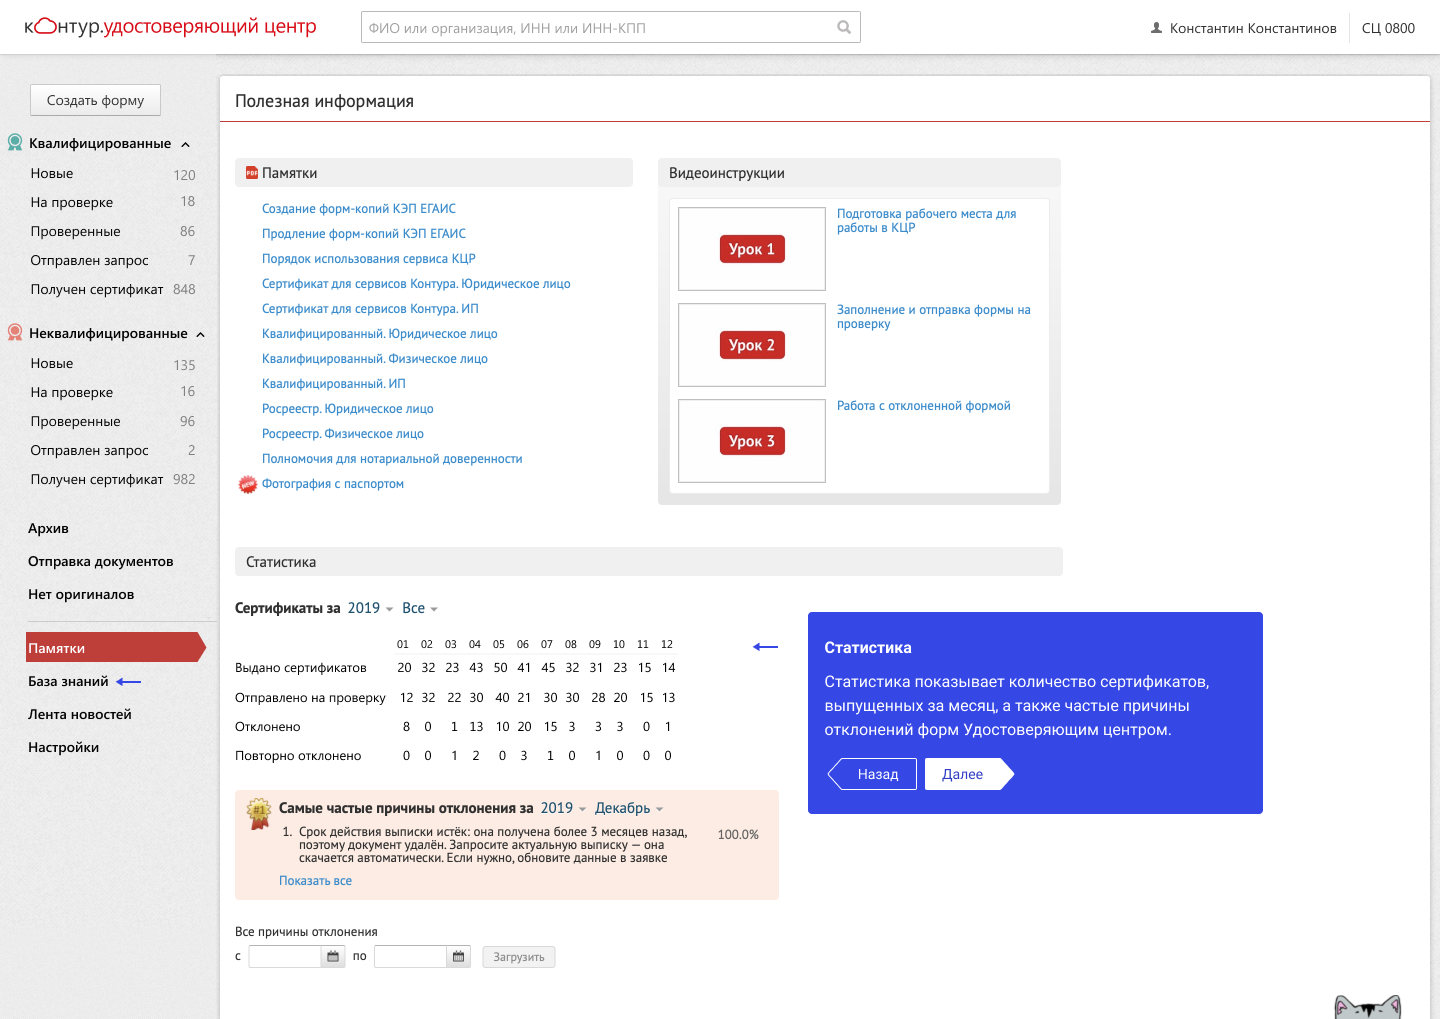 контур.удостоверяющий центр
ФИО или организация, ИНН или ИНН-КПП
Константин Константинов
СЦ 0800
Создать форму
Квалифицированные
Новые 120
На проверке 18
Проверенные 86
Отправлен запрос 7
Получен сертификат 848
Неквалифицированные
Новые 135
На проверке 16
Проверенные 96
Отправлен запрос 2
Получен сертификат 982
Архив
Отправка документов
Нет оригиналов
Памятки
База знаний
Лента новостей
Настройки
Полезная информация
PDF Памятки
Создание форм-копий КЭП ЕГАИС
Продление форм-копий КЭП ЕГАИС
Порядок использования сервиса КЦР
Сертификат для сервисов Контура. Юридическое лицо
Сертификат для сервисов Контура. ИП
Квалифицированный. Юридическое лицо
Квалифицированный. Физическое лицо
Квалифицированный. ИП
Росреестр. Юридическое лицо
Росреестр. Физическое лицо
Полномочия для нотариальной доверенности
NEW Фотография с паспортом
Видеоинструкции
Урок 1
Подготовка рабочего места для
работы в КЦР
Урок 2
Заполнение и отправка формы на
проверку
Урок 3
Работа с отклоненной формой
Статистика
Сертификаты за 2019 Все
01 02 03 04 05 06 07 08 09 10 11 12
Выдано сертификатов 20 32 23 43 50 41 45 32 31 23 15 14
Отправлено на проверку 12 32 22 30 40 21 30 30 28 20 15 13
Отклонено 8 0 1 13 10 20 15 3 3 3 0 1
Повторно отклонено 0 0 1 2 0 3 1 0 1 0 0 0
#1 Самые частые причины отклонения за 2019 Декабрь
1. Срок действия выписки истёк: она получена более 3 месяцев назад,
поэтому документ удалён. Запросите актуальную выписку — она
скачается автоматически. Если нужно, обновите данные в заявке
100.0%
Показать все
Все причины отклонения
с по Загрузить
Статистика
Статистика показывает количество сертификатов,
выпущенных за месяц, а также частые причины
отклонений форм Удостоверяющим центром.
Назад Далее